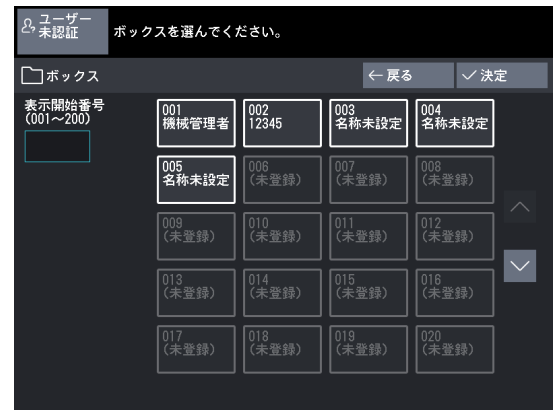 ユーザー
未認証
ボックスを選んでください。
ボックス
←戻る
✓決定
表示開始番号
(001～200)
001
機械管理者
002
12345
003
名称未設定
004
名称未設定
005
名称未設定
006
(未登録)
007
(未登録)
008
(未登録)
009
(未登録)
010
(未登録)
011
(未登録)
012
(未登録)
013
(未登録)
014
(未登録)
015
(未登録)
016
(未登録)
017
(未登録)
018
(未登録)
019
(未登録)
020
(未登録)